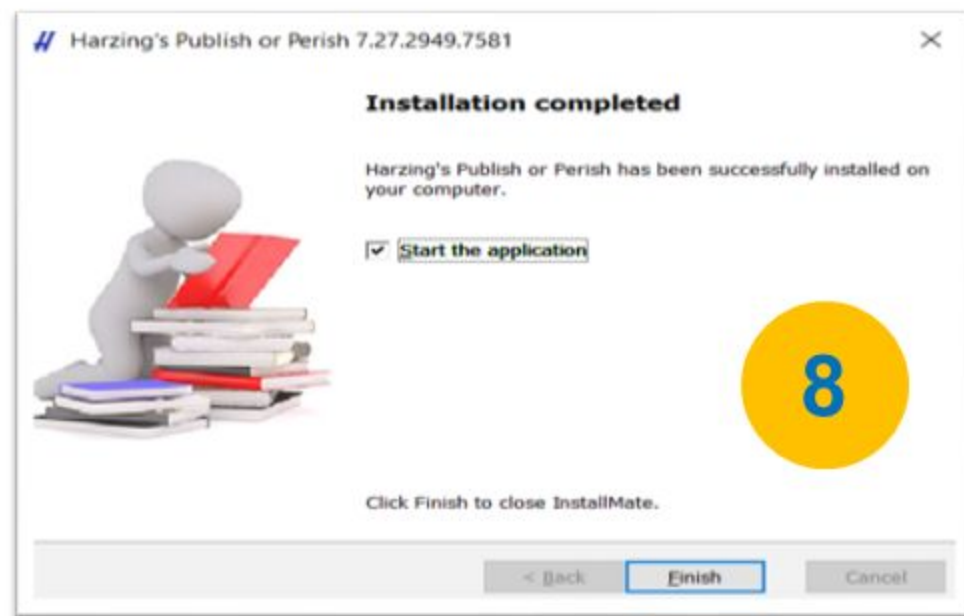 Harzing's Publish or Perish 7.27.2949.7581
Installation completed
Harzing's Publish or Perish has been successfully installed on
your computer.
Start the application
8
Click Finish to close InstallMate.
< Back
Finish
Cancel